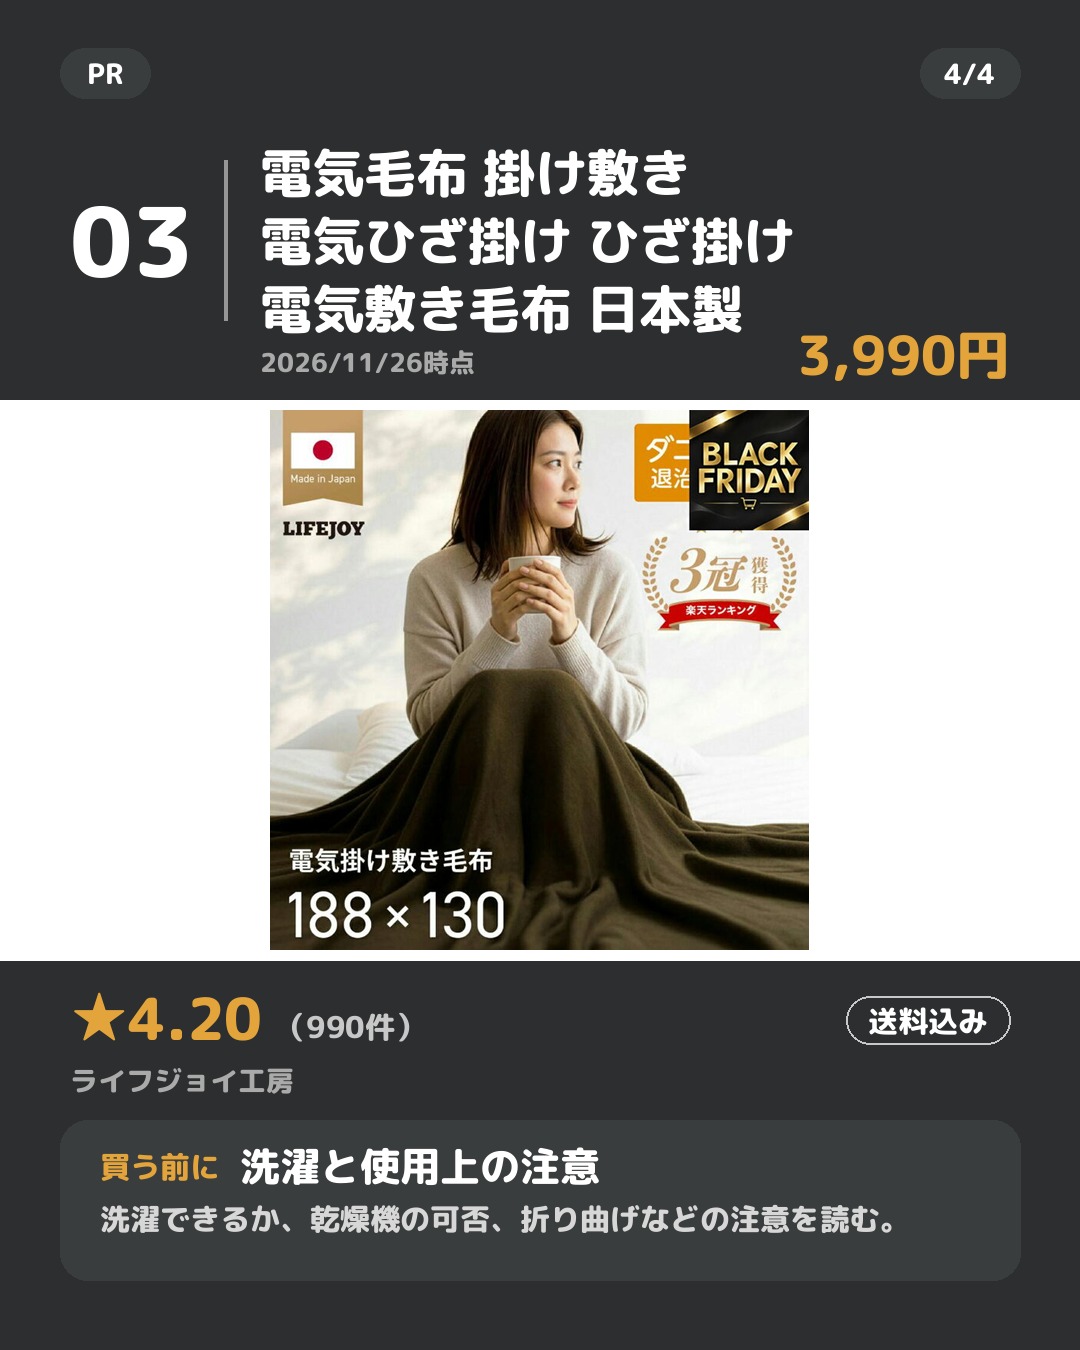 PR
4/4
03
電気毛布 掛け敷き
電気ひざ掛け ひざ掛け
電気敷き毛布 日本製
2026/11/26時点
3,990円
Made in Japan
LIFEJOY
退治
BLACK
FRIDAY
3冠 獲得
楽天ランキング
電気掛け敷き毛布
188×130
★4.20 (990件)
送料込み
ライフジョイ工房
買う前に 洗濯と使用上の注意
洗濯できるか、乾燥機の可否、折り曲げなどの注意を読む。